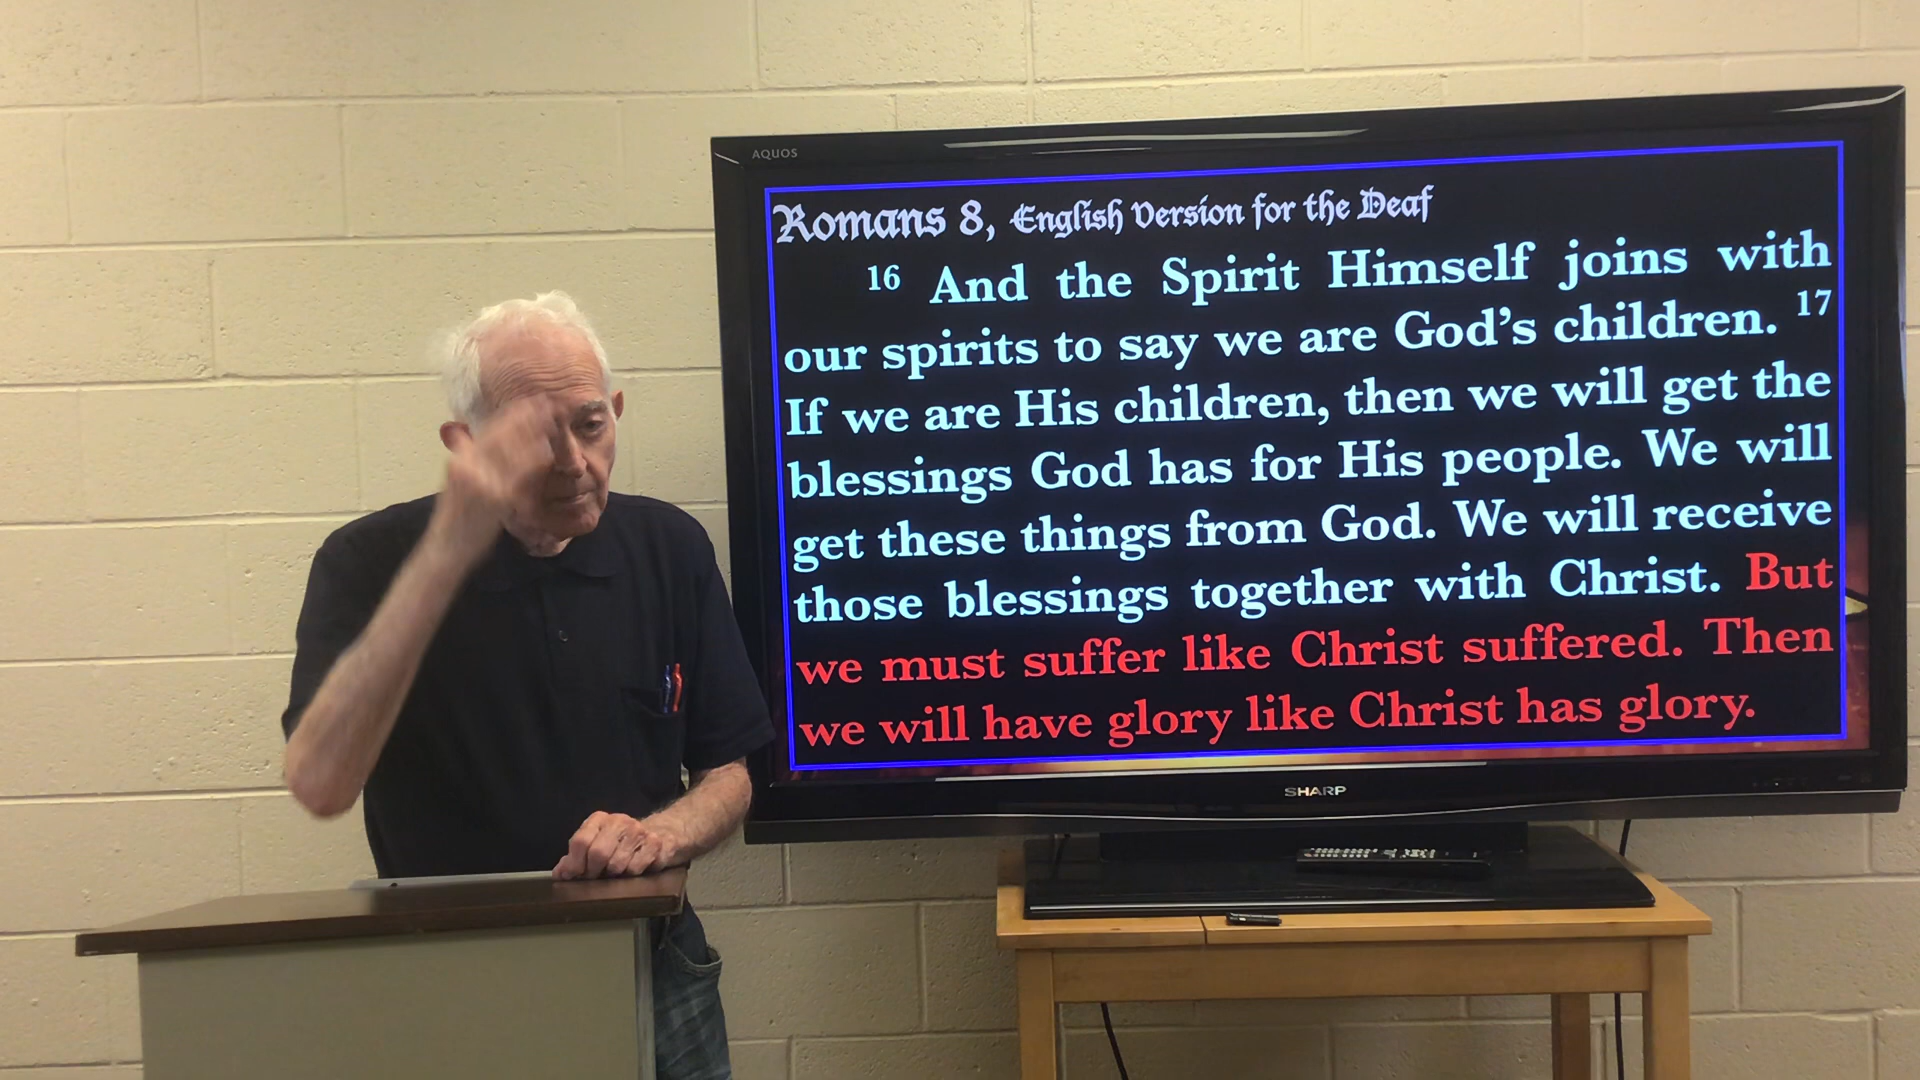 AQUOS
Romans 8, English Version for the Deaf
16 And the Spirit Himself joins with
our spirits to say we are God's children. 17
If we are His children, then we will get the
blessings God has for His people. We will
get these things from God. We will receive
those blessings together with Christ. But
we must suffer like Christ suffered. Then
we will have glory like Christ has glory.
SHARP